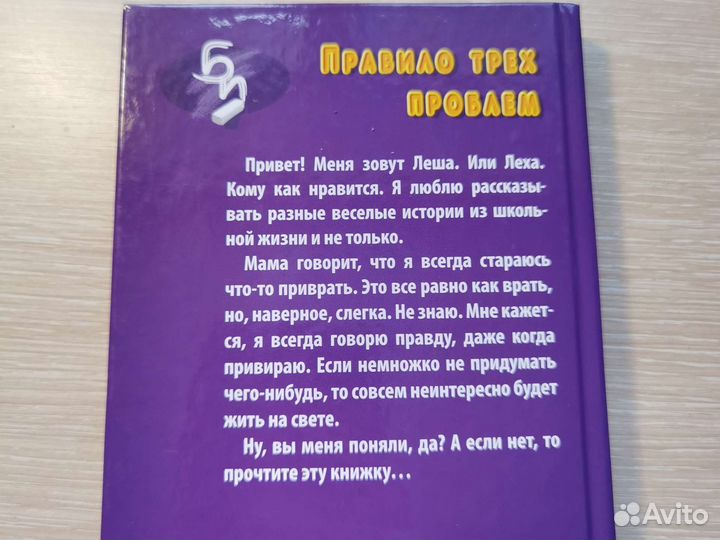 БИ
ПРАВИЛО ТРЕХ
ПРОБЛЕМ
Привет! Меня зовут Леша. Или Леха.
Кому как нравится. Я люблю рассказы-
вать разные веселые истории из школь-
ной жизни и не только.
Мама говорит, что я всегда стараюсь
что-то приврать. Это все равно как врать,
но, наверное, слегка. Не знаю. Мне кажет-
ся, я всегда говорю правду, даже когда
привираю. Если немножко не придумать
чего-нибудь, то совсем неинтересно будет
жить на свете.
Ну, вы меня поняли, да? А если нет, то
прочтите эту книжку...
Avito